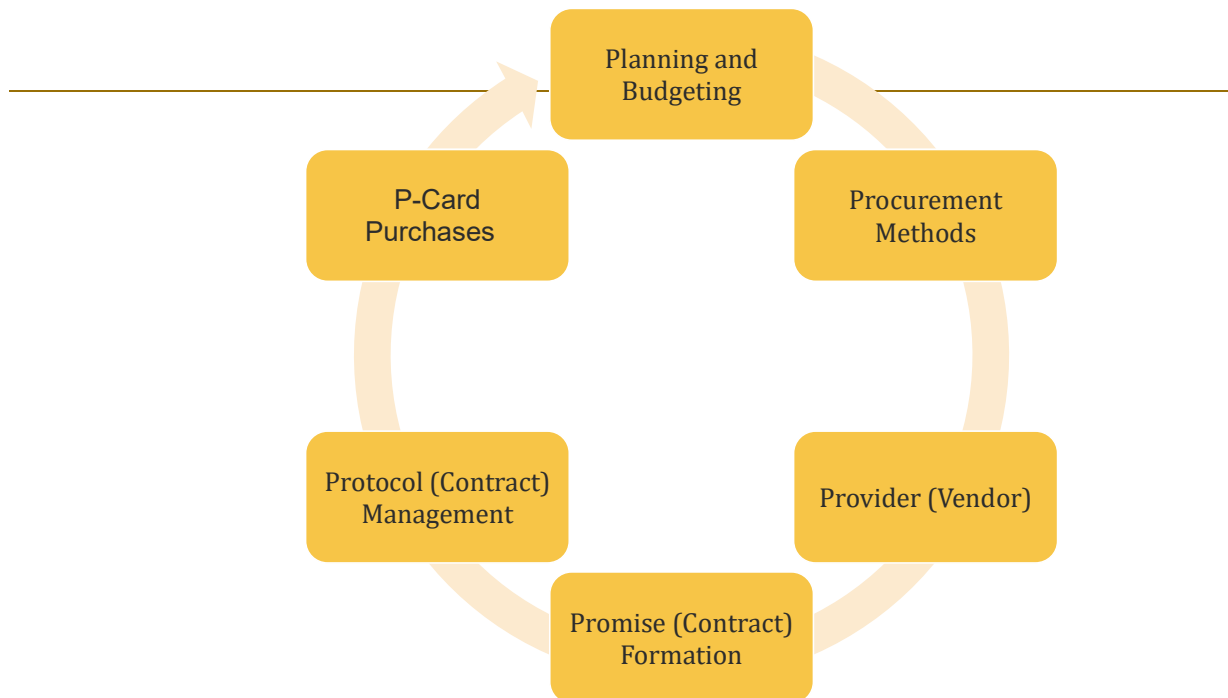 Planning and
Budgeting
Procurement
Methods
Provider (Vendor)
Promise (Contract)
Formation
Protocol (Contract)
Management
P-Card
Purchases